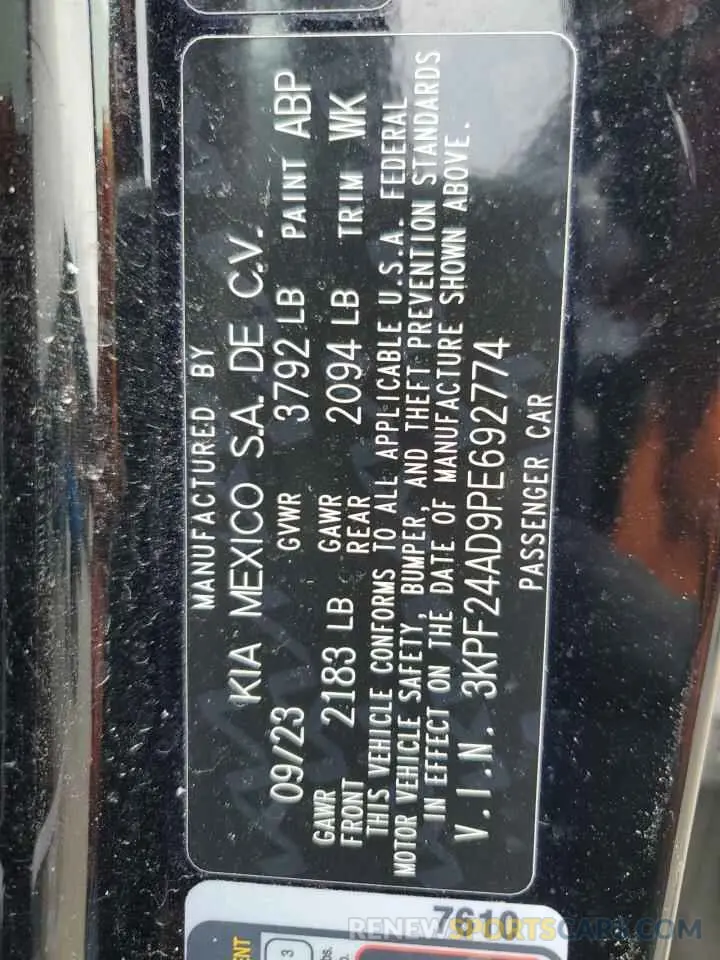 MANUFACTURED BY
KIA MEXICO S.A. DE C.V.
09/23 GVWR 3792 LB PAINT ABP
GAWR FRONT 2183 LB GAWR REAR 2094 LB TRIM WK
THIS VEHICLE CONFORMS TO ALL APPLICABLE U.S.A. FEDERAL
MOTOR VEHICLE SAFETY, BUMPER, AND THEFT PREVENTION STANDARDS
IN EFFECT ON THE DATE OF MANUFACTURE SHOWN ABOVE.
V.I.N. 3KPF24AD9PE692774
PASSENGER CAR
7610
3
lbs.
RENEWSPORTSCARS.COM